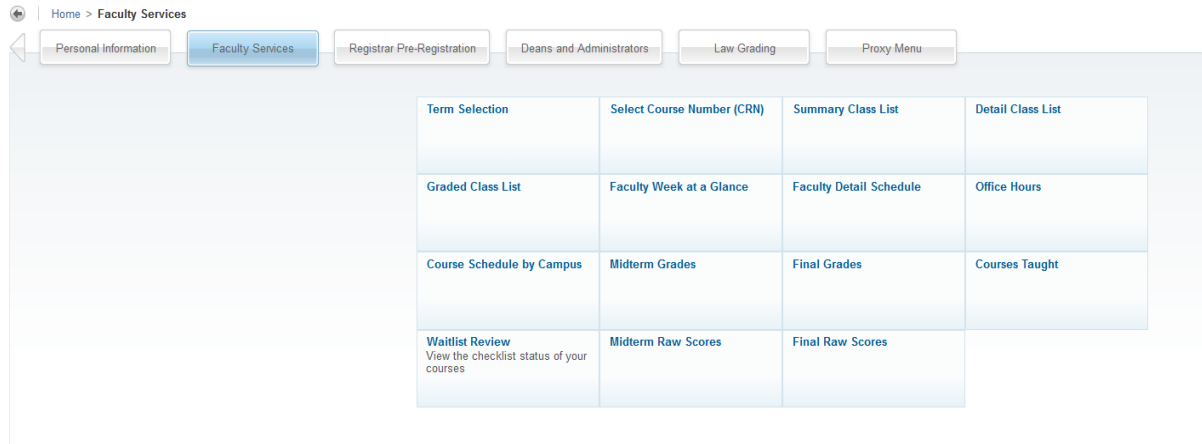 Home > Faculty Services
Personal Information
Faculty Services
Registrar Pre-Registration
Deans and Administrators
Law Grading
Proxy Menu
Term Selection
Select Course Number (CRN)
Summary Class List
Detail Class List
Graded Class List
Faculty Week at a Glance
Faculty Detail Schedule
Office Hours
Course Schedule by Campus
Midterm Grades
Final Grades
Courses Taught
Waitlist Review
View the checklist status of your
courses
Midterm Raw Scores
Final Raw Scores